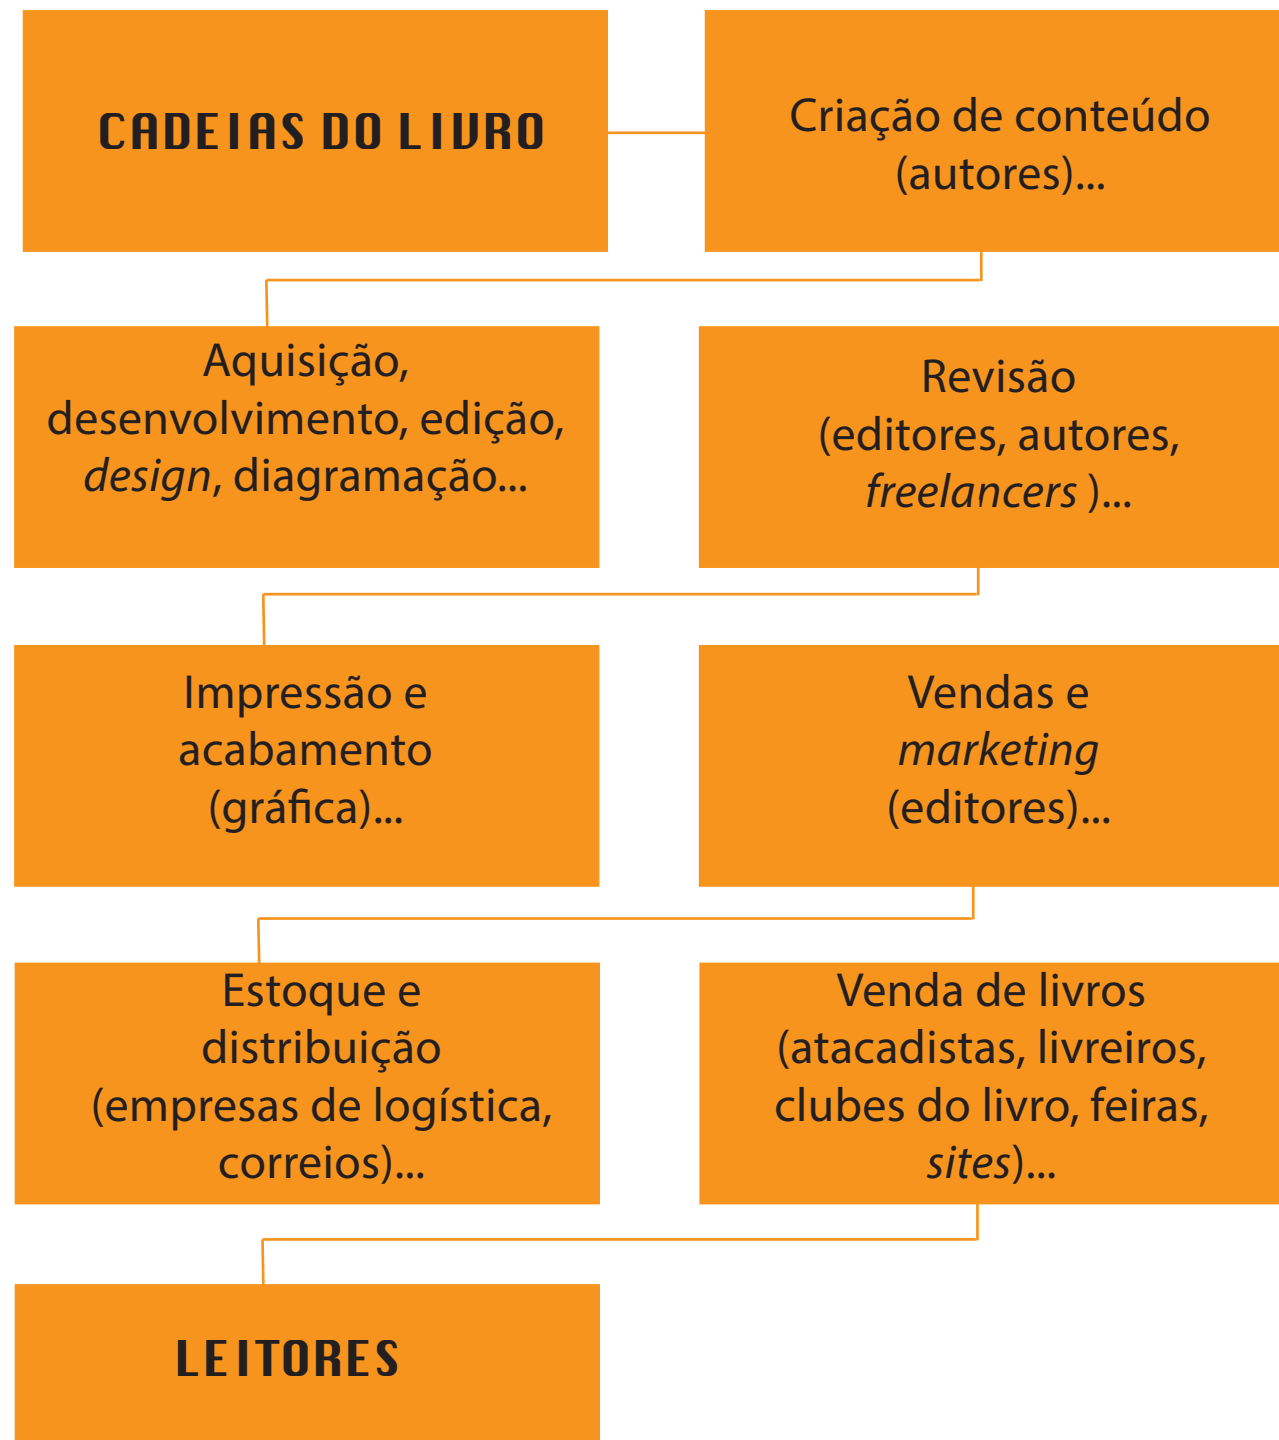 CADEIAS DO LIVRO
Criação de conteúdo
(autores)...
Aquisição,
desenvolvimento, edição,
design, diagramação...
Revisão
(editores, autores,
freelancers )...
Impressão e
acabamento
(gráfica)...
Vendas e
marketing
(editores)...
Estoque e
distribuição
(empresas de logística,
correios)...
Venda de livros
(atacadistas, livreiros,
clubes do livro, feiras,
sites)...
LEITORES